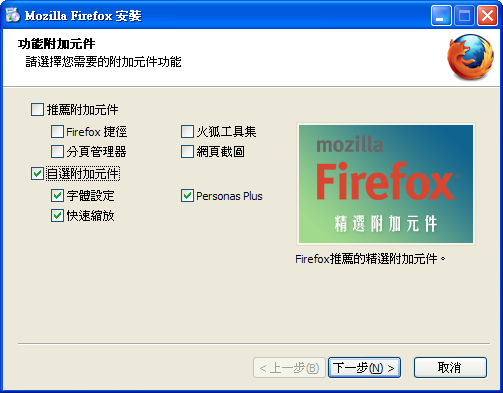 Mozilla Firefox 安裝
功能附加元件
請選擇您需要的附加元件功能
推薦附加元件
Firefox 捷徑
火狐工具集
分頁管理器
網頁截圖
自選附加元件
字體設定
Personas Plus
快速縮放
mozilla
Firefox
精選附加元件
Firefox推薦的精選附加元件。
< 上一步(B)
下一步(N) >
取消